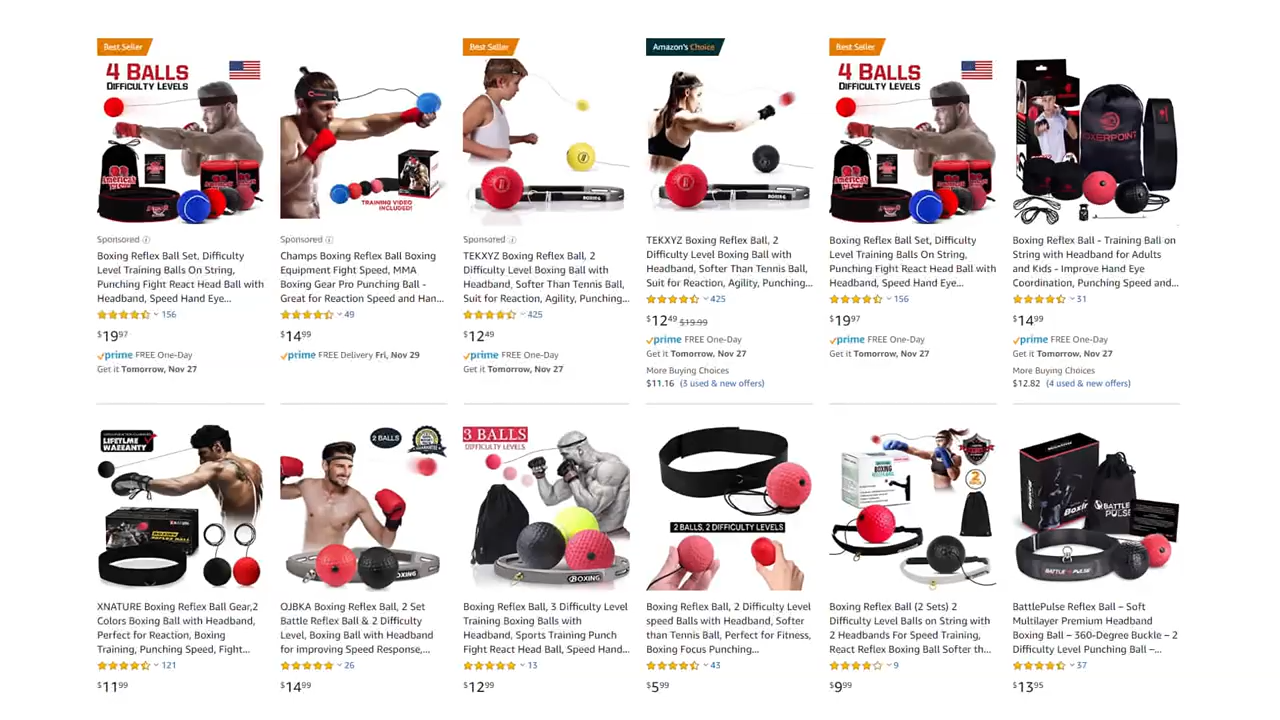 Best Seller
4 BALLS
DIFFICULTY LEVELS
Sponsored
Boxing Reflex Ball Set, Difficulty
Level Training Balls On String,
Punching Fight React Head Ball with
Headband, Speed Hand Eye...
156
$19.97
prime FREE One-Day
Get it Tomorrow, Nov 27
TRAINING VIDEO
INCLUDED!
Sponsored
Champs Boxing Reflex Ball Boxing
Equipment Fight Speed, MMA
Boxing Gear Pro Punching Ball -
Great for Reaction Speed and Han...
49
$14.99
prime FREE Delivery Fri, Nov 29
Best Seller
BOXING
Sponsored
TEKXYZ Boxing Reflex Ball, 2
Difficulty Level Boxing Ball with
Headband, Softer Than Tennis Ball,
Suit for Reaction, Agility, Punching...
425
$12.49
prime FREE One-Day
Get it Tomorrow, Nov 27
Amazon's Choice
BOXING
TEKXYZ Boxing Reflex Ball, 2
Difficulty Level Boxing Ball with
Headband, Softer Than Tennis Ball,
Suit for Reaction, Agility, Punching...
425
$12.49 $19.99
prime FREE One-Day
Get it Tomorrow, Nov 27
More Buying Choices
$11.16 (3 used & new offers)
Best Seller
4 BALLS
DIFFICULTY LEVELS
Boxing Reflex Ball Set, Difficulty
Level Training Balls On String,
Punching Fight React Head Ball with
Headband, Speed Hand Eye...
156
$19.97
prime FREE One-Day
Get it Tomorrow, Nov 27
BOXERPOINT
Boxing Reflex Ball - Training Ball on
String with Headband for Adults
and Kids - Improve Hand Eye
Coordination, Punching Speed and...
31
$14.99
prime FREE One-Day
Get it Tomorrow, Nov 27
More Buying Choices
$12.82 (4 used & new offers)
LIFETIME
WARRANTY
XNATURE Boxing Reflex Ball Gear,2
Colors Boxing Ball with Headband,
Perfect for Reaction, Boxing
Training, Punching Speed, Fight...
121
$11.99
2 BALLS
BOXING
OJBKA Boxing Reflex Ball, 2 Set
Battle Reflex Ball & 2 Difficulty
Level, Boxing Ball with Headband
for improving Speed Response,...
26
$14.99
3 BALLS
DIFFICULTY LEVELS
BOXING
Boxing Reflex Ball, 3 Difficulty Level
Training Boxing Balls with
Headband, Sports Training Punch
Fight React Head Ball, Speed Hand...
13
$12.99
2 BALLS, 2 DIFFICULTY LEVELS
Boxing Reflex Ball, 2 Difficulty Level
speed Balls with Headband, Softer
than Tennis Ball, Perfect for Fitness,
Boxing Focus Punching...
43
$5.99
BOXING
Boxing Reflex Ball (2 Sets) 2
Difficulty Level Balls on String with
2 Headbands For Speed Training,
React Reflex Boxing Ball Softer th...
9
$9.99
BATTLE
PULSE
BATTLE PULSE
BattlePulse Reflex Ball – Soft
Multilayer Premium Headband
Boxing Ball – 360-Degree Buckle – 2
Difficulty Level Punching Ball –...
37
$13.95